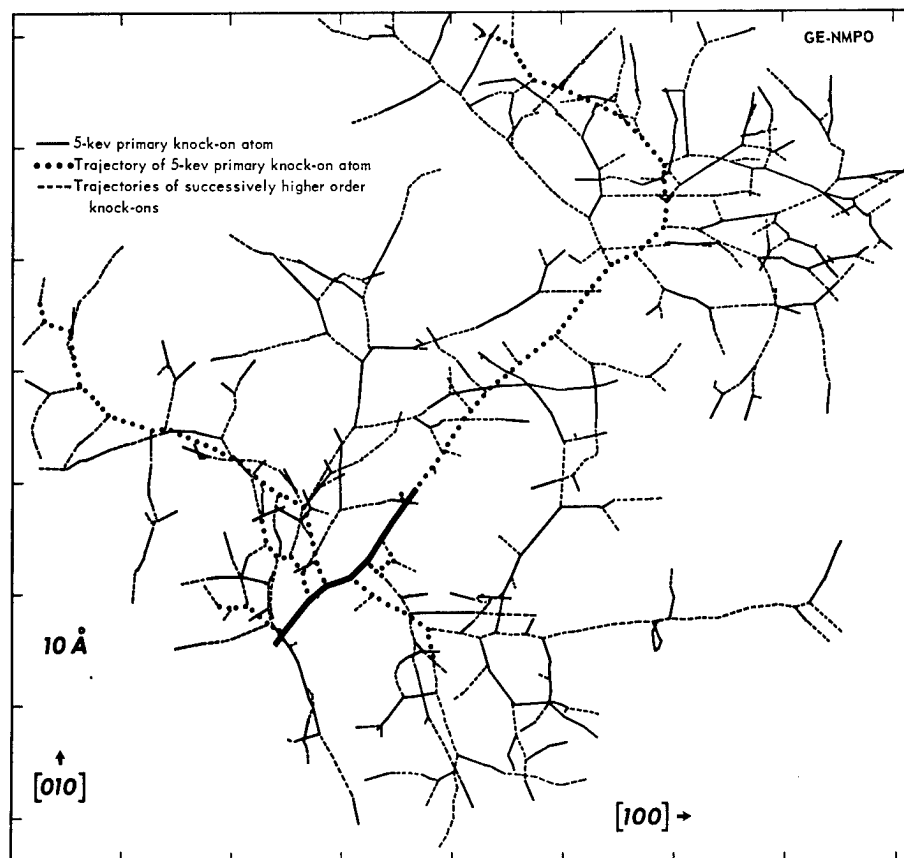 GE-NMPO
5-kev primary knock-on atom
Trajectory of 5-kev primary knock-on atom
Trajectories of successively higher order
knock-ons
10 Å
[010]
[100]